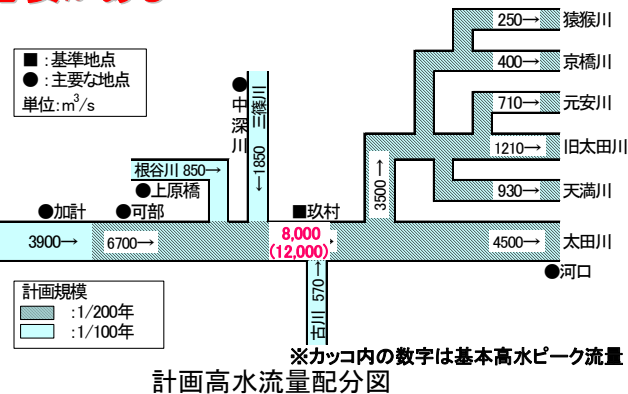 ■:基準地点
●:主要な地点
単位:m³/s
250→ 猿猴川
400→ 京橋川
710→ 元安川
1210→ 旧太田川
930→ 天満川
3500→
●中深川
←1850 三篠川
根谷川 850→
●上原橋
●加計
●可部
■玖村
3900→
6700→
8,000
(12,000)
→
4500→ 太田川
●河口
古川 570→
計画規模
:1/200年
:1/100年
※カッコ内の数字は基本高水ピーク流量
計画高水流量配分図